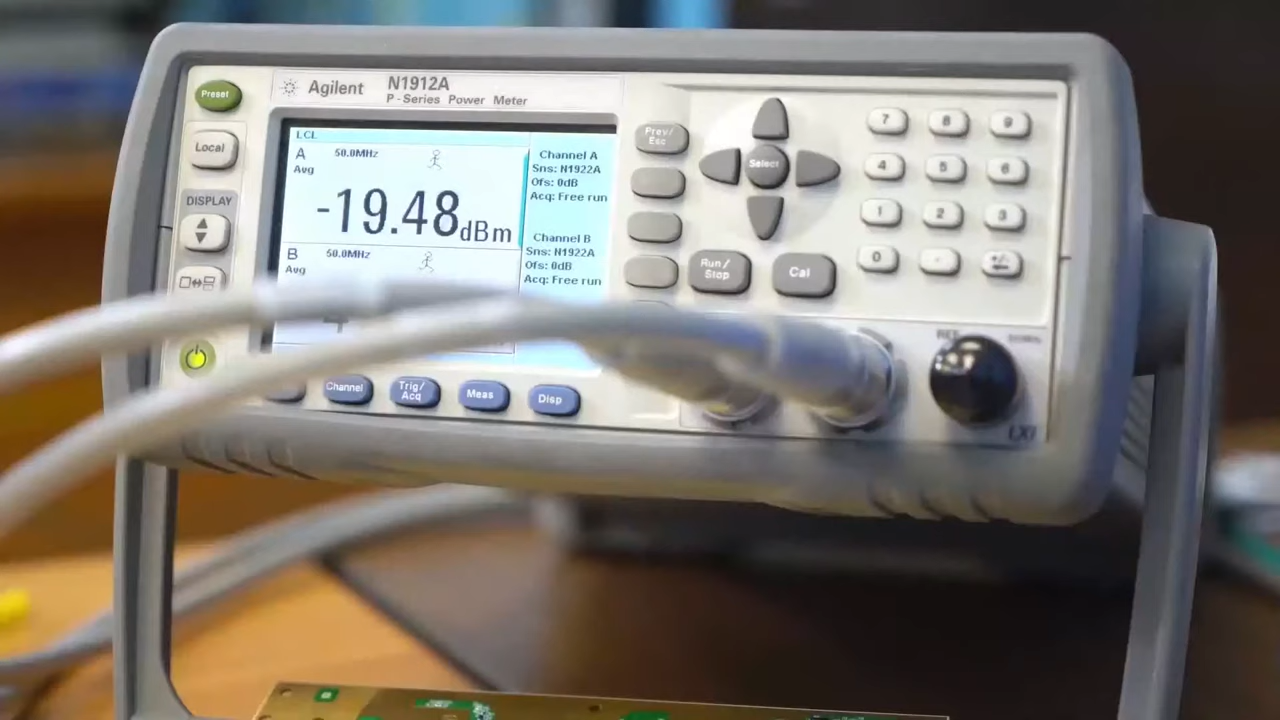 Agilent N1912A
P-Series Power Meter
Preset
Local
DISPLAY
LCL
A 50.0MHz
Avg
-19.48dBm
B 50.0MHz
Avg
Channel A
Sns: N1922A
Ofs: 0dB
Acq: Free run
Channel B
Sns: N1922A
Ofs: 0dB
Acq: Free run
Prev/
Esc
Select
Run/
Stop
Cal
7 8 9
4 5 6
1 2 3
0 . +/-
Channel
Trig/
Acq
Meas
Disp
LXI